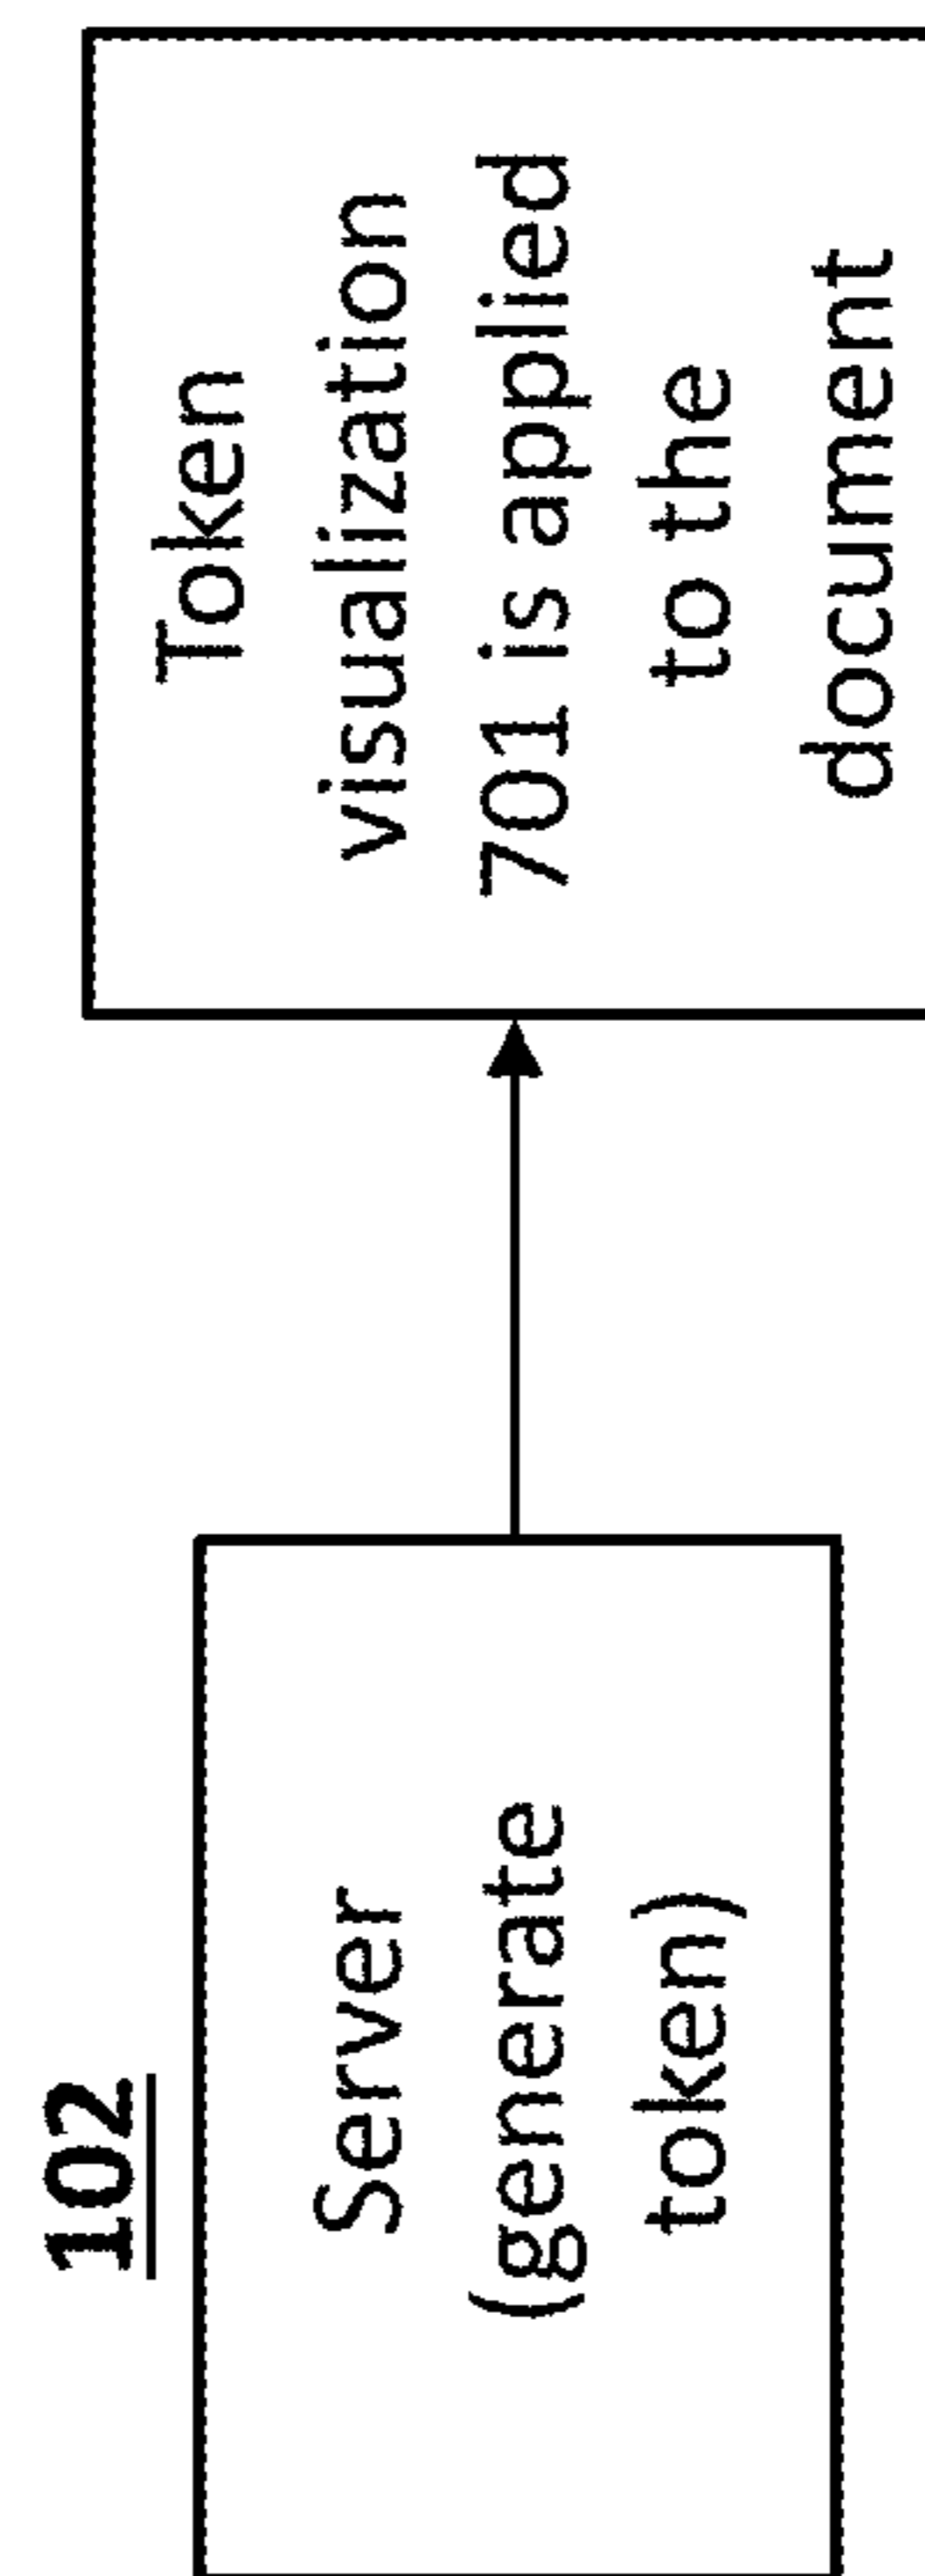 102
Server
(generate
token)
Token
visualization
701 is applied
to the
document